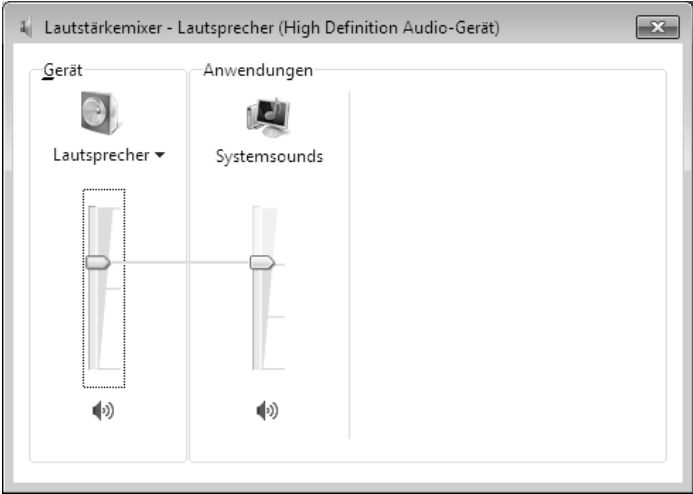 Lautstärkemixer - Lautsprecher (High Definition Audio-Gerät)
Gerät
Anwendungen
Lautsprecher
Systemsounds